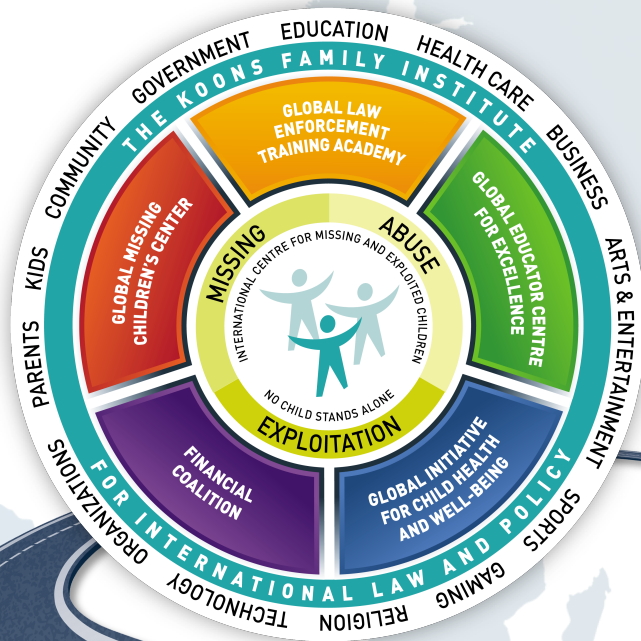 GOVERNMENT
EDUCATION
HEALTH CARE
BUSINESS
ARTS & ENTERTAINMENT
SPORTS
GAMING
RELIGION
TECHNOLOGY
ORGANIZATIONS
PARENTS
KIDS
COMMUNITY
THE KOONS FAMILY INSTITUTE
FOR INTERNATIONAL LAW AND POLICY
GLOBAL LAW
ENFORCEMENT
TRAINING ACADEMY
GLOBAL EDUCATOR CENTRE
FOR EXCELLENCE
GLOBAL INITIATIVE
FOR CHILD HEALTH
AND WELL-BEING
FINANCIAL
COALITION
GLOBAL MISSING
CHILDREN'S CENTER
MISSING
ABUSE
EXPLOITATION
INTERNATIONAL CENTRE FOR MISSING AND EXPLOITED CHILDREN
NO CHILD STANDS ALONE